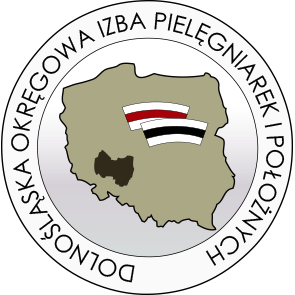 DOLNOŚLĄSKA OKRĘGOWA IZBA PIELĘGNIAREK I POŁOŻNYCH